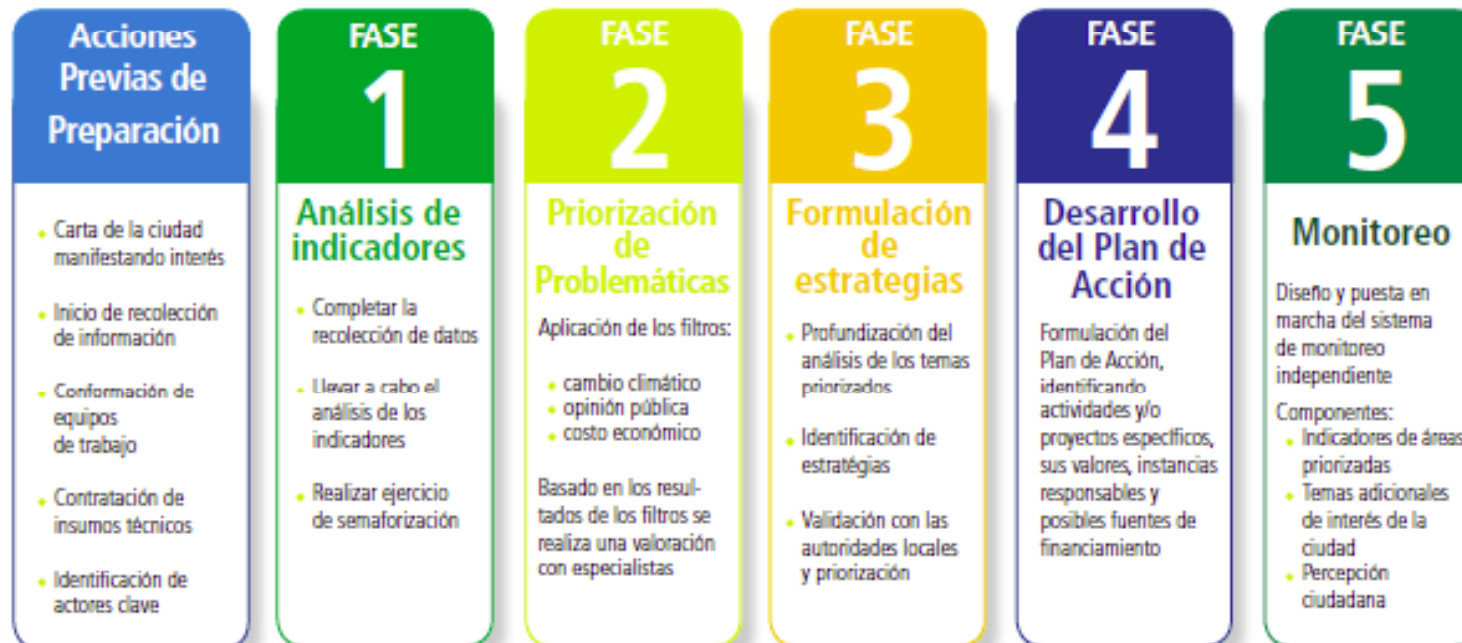 Acciones
Previas de
Preparación
Carta de la ciudad
manifestando interés
Inicio de recolección
de información
Conformación de
equipos
de trabajo
Contratación de
insumos técnicos
Identificación de
actores clave
FASE
1
Análisis de
indicadores
Completar la
recolección de datos
Llevar a cabo el
análisis de los
indicadores
Realizar ejercicio
de semaforización
FASE
2
Priorización
de
Problemáticas
Aplicación de los filtros:
cambio climático
opinión pública
costo económico
Basado en los resul-
tados de los filtros se
realiza una valoración
con especialistas
FASE
3
Formulación
de
estrategias
Profundización del
análisis de los temas
priorizados
Identificación de
estratégias
Validación con las
autoridades locales
y priorización
FASE
4
Desarrollo
del Plan de
Acción
Formulación del
Plan de Acción,
identificando
actividades y/o
proyectos específicos,
sus valores, instancias
responsables y
posibles fuentes de
financiamiento
FASE
5
Monitoreo
Diseño y puesta en
marcha del sistema
de monitoreo
independiente
Componentes:
Indicadores de áreas
priorizadas
Temas adicionales
de interés de la
ciudad
Percepción
ciudadana